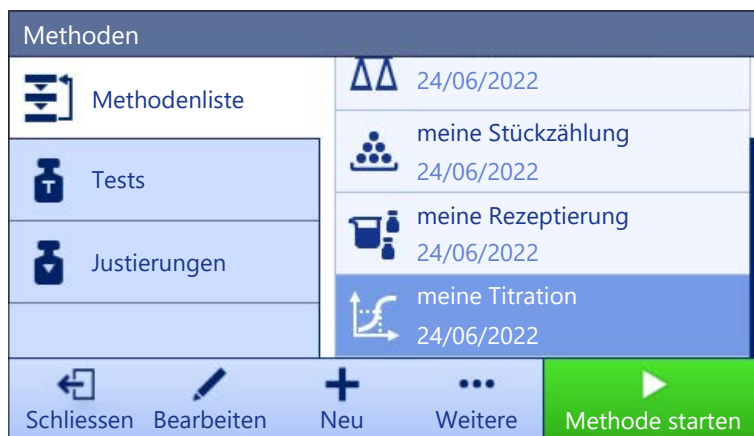 Methoden
Methodenliste
Tests
Justierungen
24/06/2022
meine Stückzählung
24/06/2022
meine Rezeptierung
24/06/2022
meine Titration
24/06/2022
Schliessen Bearbeiten Neu Weitere Methode starten